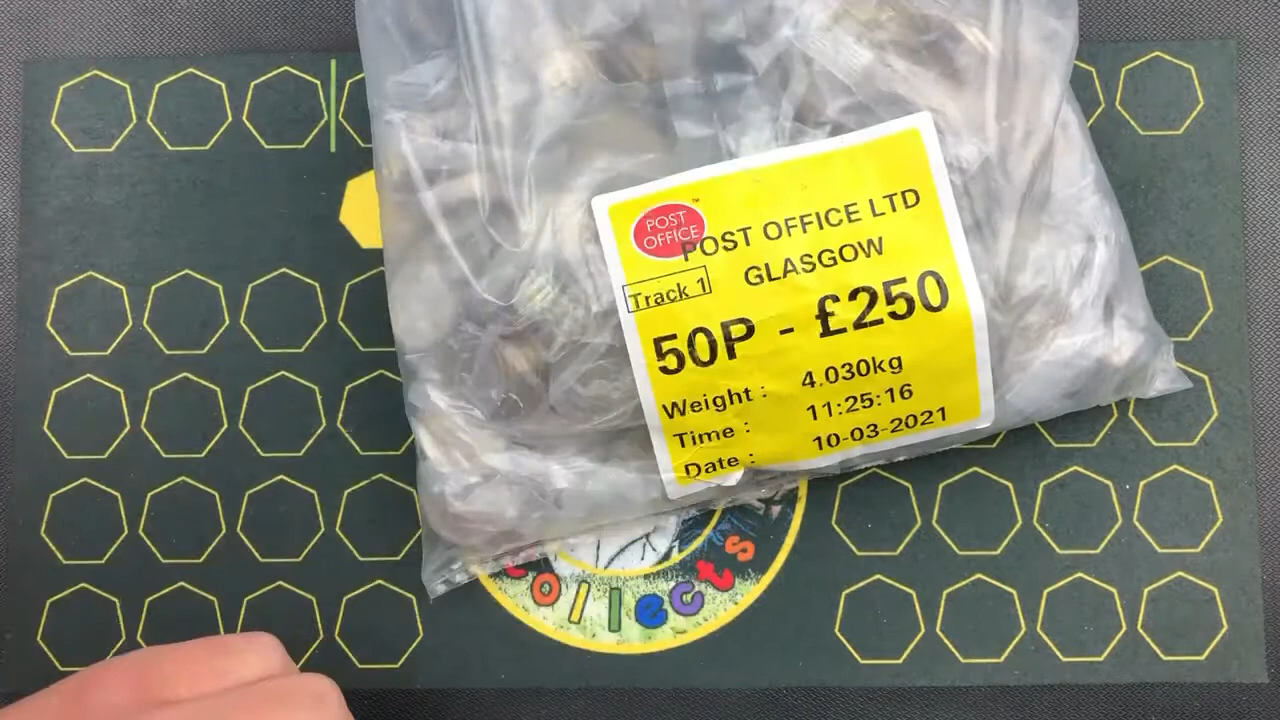 POST
OFFICE
™
POST OFFICE LTD
GLASGOW
Track 1
50P - £250
Weight : 4.030kg
Time : 11:25:16
Date : 10-03-2021
collects